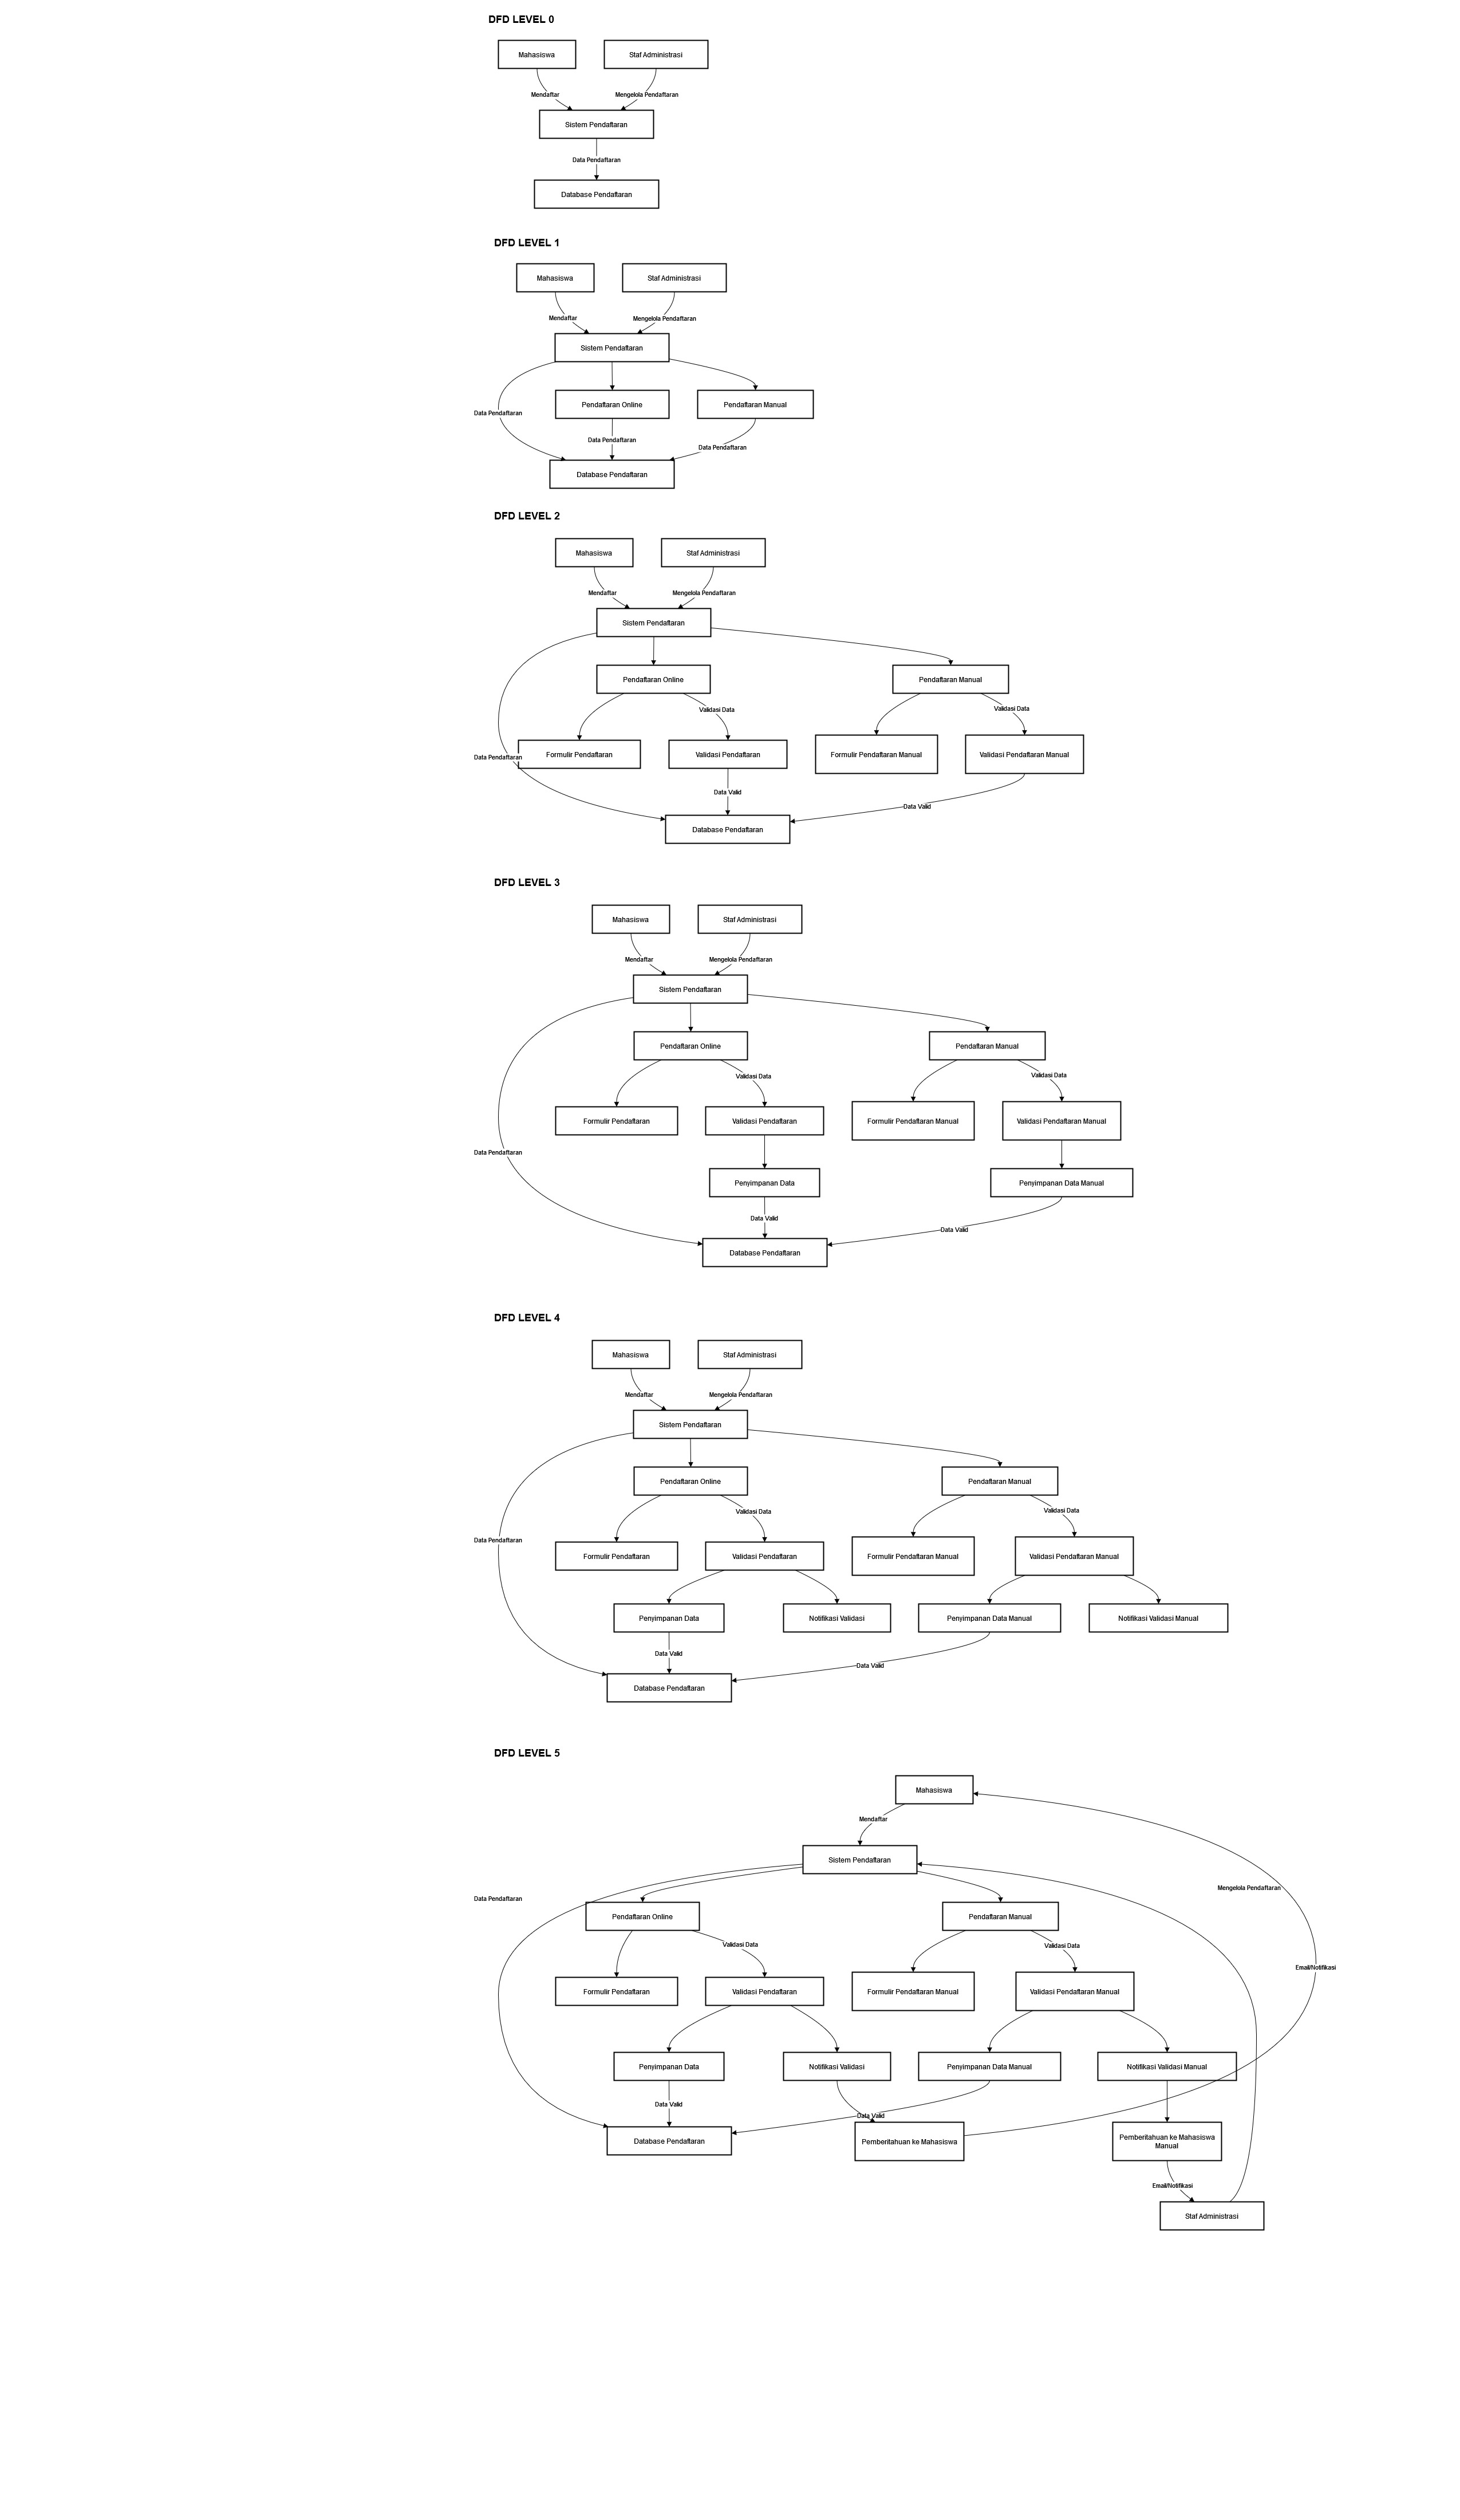 DFD LEVEL 0
Mahasiswa
Staf Administrasi
Mendaftar
Mengelola Pendaftaran
Sistem Pendaftaran
Data Pendaftaran
Database Pendaftaran
DFD LEVEL 1
Mahasiswa
Staf Administrasi
Mendaftar
Mengelola Pendaftaran
Sistem Pendaftaran
Pendaftaran Online
Pendaftaran Manual
Data Pendaftaran
Data Pendaftaran
Data Pendaftaran
Database Pendaftaran
DFD LEVEL 2
Mahasiswa
Staf Administrasi
Mendaftar
Mengelola Pendaftaran
Sistem Pendaftaran
Pendaftaran Online
Pendaftaran Manual
Validasi Data
Validasi Data
Formulir Pendaftaran
Validasi Pendaftaran
Formulir Pendaftaran Manual
Validasi Pendaftaran Manual
Data Pendaftaran
Data Valid
Data Valid
Database Pendaftaran
DFD LEVEL 3
Mahasiswa
Staf Administrasi
Mendaftar
Mengelola Pendaftaran
Sistem Pendaftaran
Pendaftaran Online
Pendaftaran Manual
Validasi Data
Validasi Data
Formulir Pendaftaran
Validasi Pendaftaran
Formulir Pendaftaran Manual
Validasi Pendaftaran Manual
Data Pendaftaran
Penyimpanan Data
Penyimpanan Data Manual
Data Valid
Data Valid
Database Pendaftaran
DFD LEVEL 4
Mahasiswa
Staf Administrasi
Mendaftar
Mengelola Pendaftaran
Sistem Pendaftaran
Pendaftaran Online
Pendaftaran Manual
Validasi Data
Validasi Data
Data Pendaftaran
Formulir Pendaftaran
Validasi Pendaftaran
Formulir Pendaftaran Manual
Validasi Pendaftaran Manual
Penyimpanan Data
Notifikasi Validasi
Penyimpanan Data Manual
Notifikasi Validasi Manual
Data Valid
Data Valid
Database Pendaftaran
DFD LEVEL 5
Mahasiswa
Mendaftar
Sistem Pendaftaran
Mengelola Pendaftaran
Data Pendaftaran
Pendaftaran Online
Pendaftaran Manual
Validasi Data
Validasi Data
Email/Notifikasi
Formulir Pendaftaran
Validasi Pendaftaran
Formulir Pendaftaran Manual
Validasi Pendaftaran Manual
Penyimpanan Data
Notifikasi Validasi
Penyimpanan Data Manual
Notifikasi Validasi Manual
Data Valid
Data Valid
Database Pendaftaran
Pemberitahuan ke Mahasiswa
Pemberitahuan ke Mahasiswa
Manual
Email/Notifikasi
Staf Administrasi